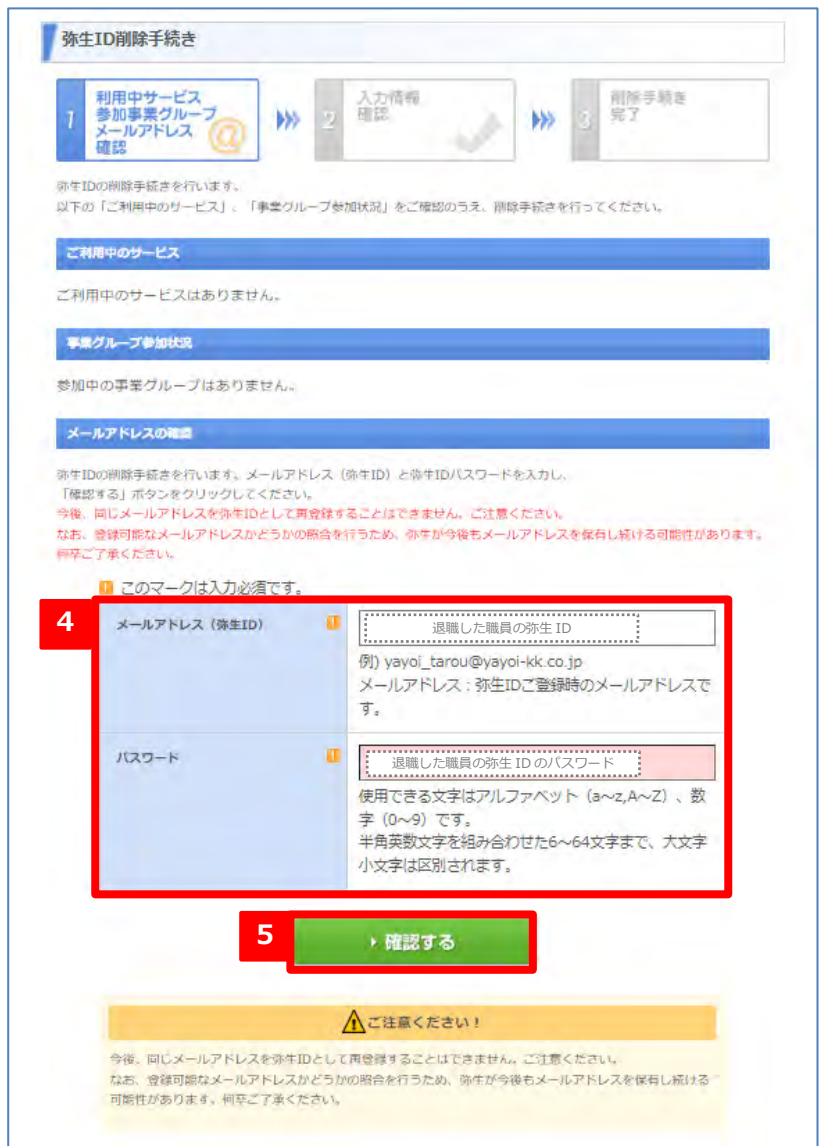 弥生ID削除手続き
1
利用中サービス
参加事業グループ
メールアドレス
確認
@
2
入力情報
確認
3
削除手続き
完了
弥生IDの削除手続きを行います。
以下の「ご利用中のサービス」、「事業グループ参加状況」をご確認のうえ、削除手続きを行ってください。
ご利用中のサービス
ご利用中のサービスはありません。
事業グループ参加状況
参加中の事業グループはありません。
メールアドレスの確認
弥生IDの削除手続きを行います。メールアドレス（弥生ID）と弥生IDパスワードを入力し、
「確認する」ボタンをクリックしてください。
今後、同じメールアドレスを弥生IDとして再登録することはできません。ご注意ください。
なお、登録可能なメールアドレスかどうかの照合を行うため、弥生が今後もメールアドレスを保有し続ける可能性があります。
何卒ご了承ください。
! このマークは入力必須です。
4
メールアドレス（弥生ID） !
退職した職員の弥生 ID
例) yayoi_tarou@yayoi-kk.co.jp
メールアドレス：弥生IDご登録時のメールアドレスで
す。
パスワード !
退職した職員の弥生 ID のパスワード
使用できる文字はアルファベット（a～z,A～Z）、数
字（0～9）です。
半角英数文字を組み合わせた6～64文字まで、大文字
小文字は区別されます。
5
確認する
ご注意ください！
今後、同じメールアドレスを弥生IDとして再登録することはできません。ご注意ください。
なお、登録可能なメールアドレスかどうかの照合を行うため、弥生が今後もメールアドレスを保有し続ける
可能性があります。何卒ご了承ください。